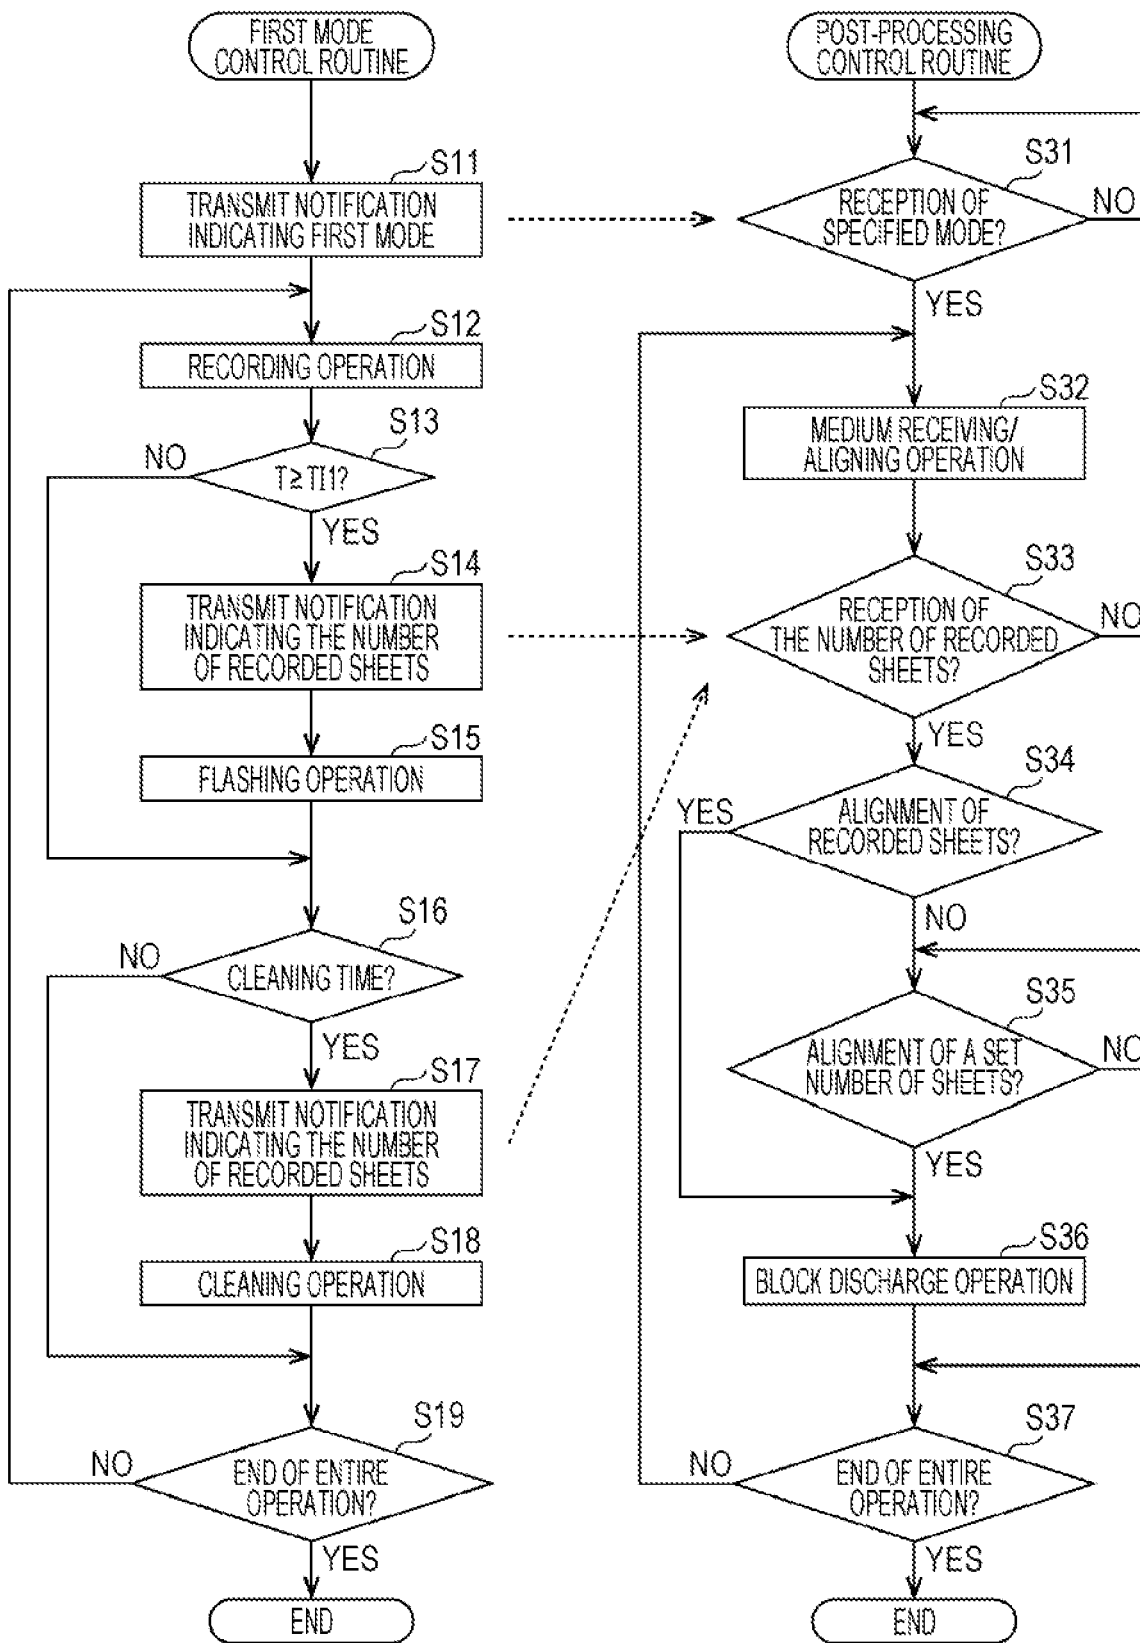 FIRST MODE
CONTROL ROUTINE
S11
TRANSMIT NOTIFICATION
INDICATING FIRST MODE
S12
RECORDING OPERATION
S13
NO
T≧TI1?
YES
S14
TRANSMIT NOTIFICATION
INDICATING THE NUMBER
OF RECORDED SHEETS
S15
FLASHING OPERATION
S16
NO
CLEANING TIME?
YES
S17
TRANSMIT NOTIFICATION
INDICATING THE NUMBER
OF RECORDED SHEETS
S18
CLEANING OPERATION
S19
NO
END OF ENTIRE
OPERATION?
YES
END
POST-PROCESSING
CONTROL ROUTINE
S31
RECEPTION OF
SPECIFIED MODE?
NO
YES
S32
MEDIUM RECEIVING/
ALIGNING OPERATION
S33
RECEPTION OF
THE NUMBER OF RECORDED
SHEETS?
NO
YES
S34
YES
ALIGNMENT OF
RECORDED SHEETS?
NO
S35
ALIGNMENT OF A SET
NUMBER OF SHEETS?
NO
YES
S36
BLOCK DISCHARGE OPERATION
S37
NO
END OF ENTIRE
OPERATION?
YES
END